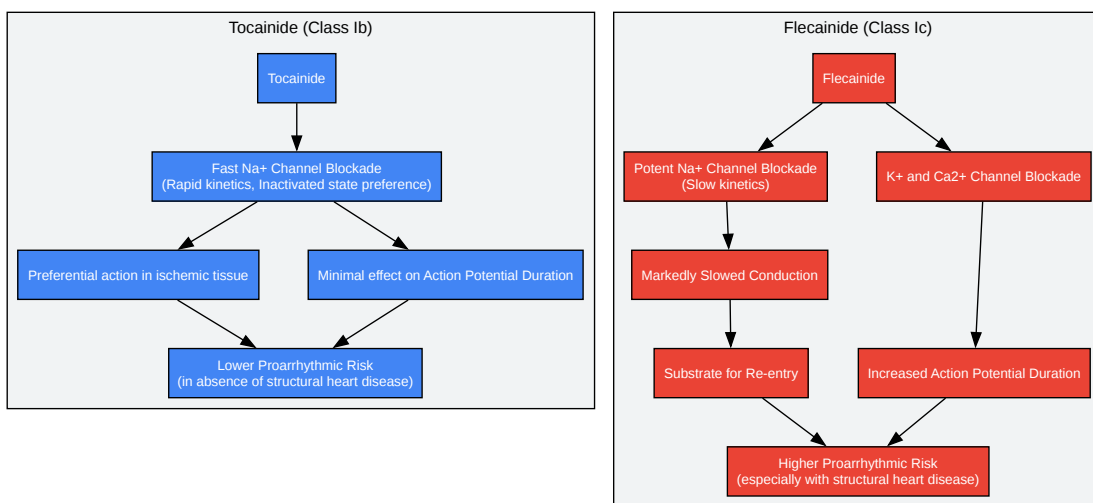 Tocainide (Class Ib)
Tocainide
Fast Na+ Channel Blockade
(Rapid kinetics, Inactivated state preference)
Preferential action in ischemic tissue
Minimal effect on Action Potential Duration
Lower Proarrhythmic Risk
(in absence of structural heart disease)
Flecainide (Class Ic)
Flecainide
Potent Na+ Channel Blockade
(Slow kinetics)
K+ and Ca2+ Channel Blockade
Markedly Slowed Conduction
Substrate for Re-entry
Increased Action Potential Duration
Higher Proarrhythmic Risk
(especially with structural heart disease)